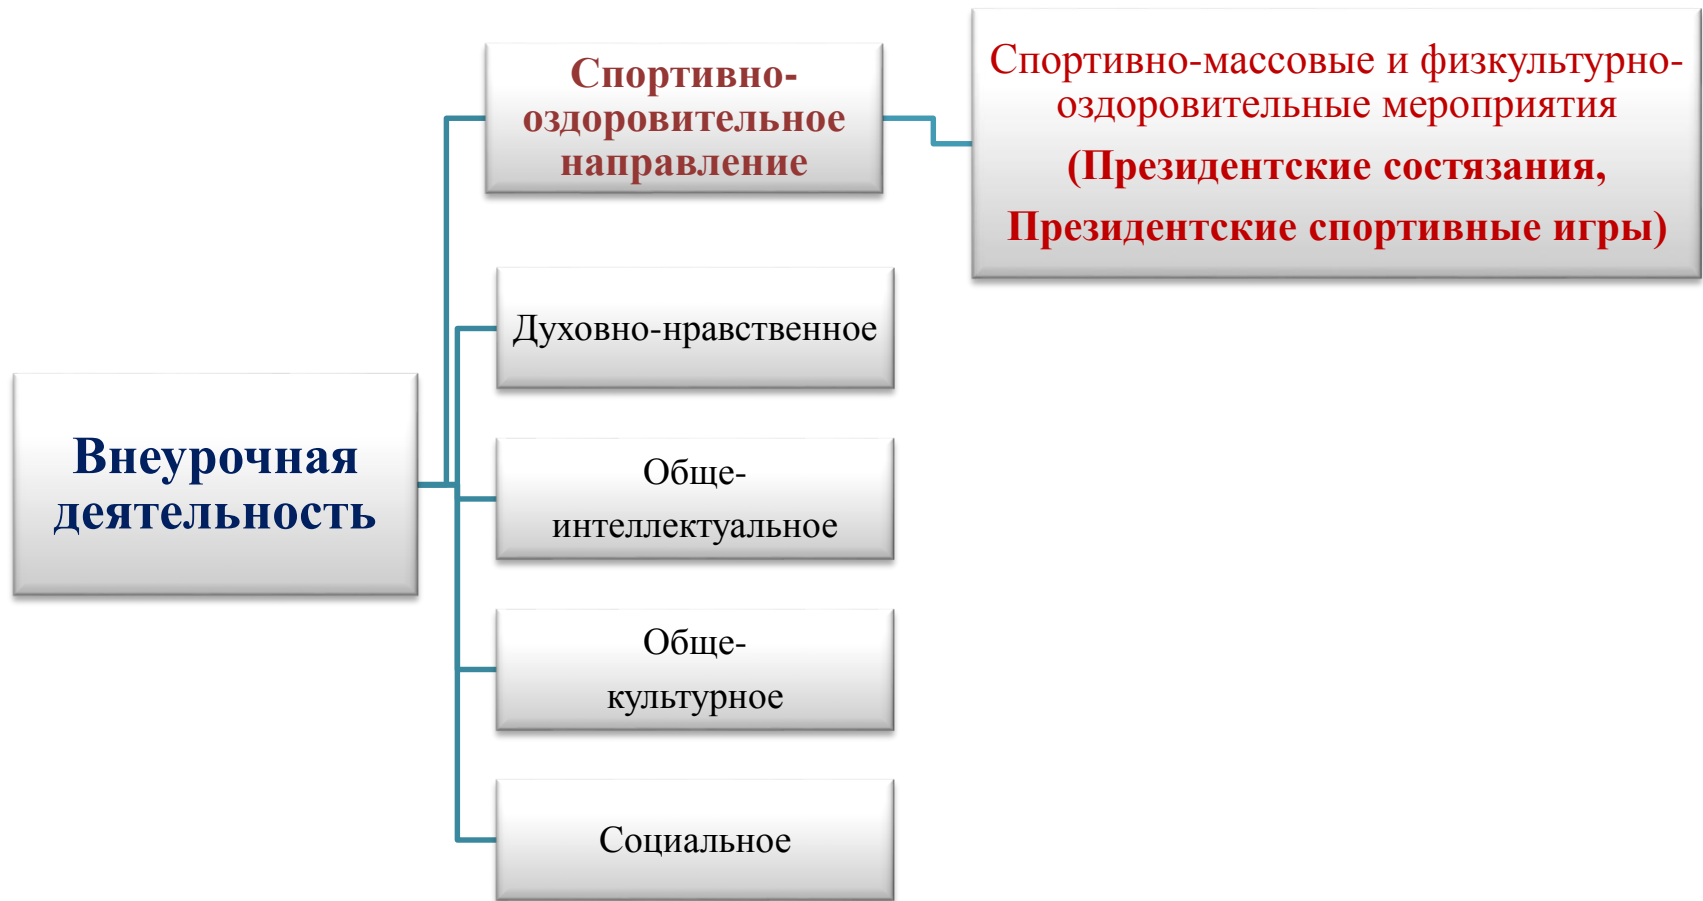 Спортивно-
оздоровительное
направление
Спортивно-массовые и физкультурно-
оздоровительные мероприятия
(Президентские состязания,
Президентские спортивные игры)
Духовно-нравственное
Внеурочная
деятельность
Обще-
интеллектуальное
Обще-
культурное
Социальное